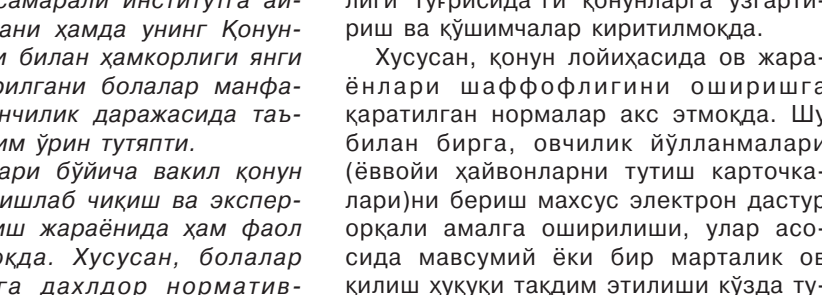 самарали институтга ай-
ани ҳамда унинг Қонун-
и билан ҳамкорлиги янги
рилгани болалар манфа-
нчилик даражасида таъ-
им ўрин тутяпти.
ари бўйича вакил қонун
ишлаб чиқиш ва экспер-
иш жараёнида ҳам фаол
оқда. Хусусан, болалар
га дахлдор норматив-
лиги тўғрисида"ги қонунларга ўзгарти-
риш ва қўшимчалар киритилмоқда.
Хусусан, қонун лойиҳасида ов жара-
ёнлари шаффофлигини оширишга
қаратилган нормалар акс этмоқда. Шу
билан бирга, овчилик йўлланмалари
(ёввойи ҳайвонларни тутиш карточка-
лари)ни бериш махсус электрон дастур
орқали амалга оширилиши, улар асо-
сида мавсумий ёки бир марталик ов
қилиш ҳуқуқи тақдим этилиши кўзда ту-